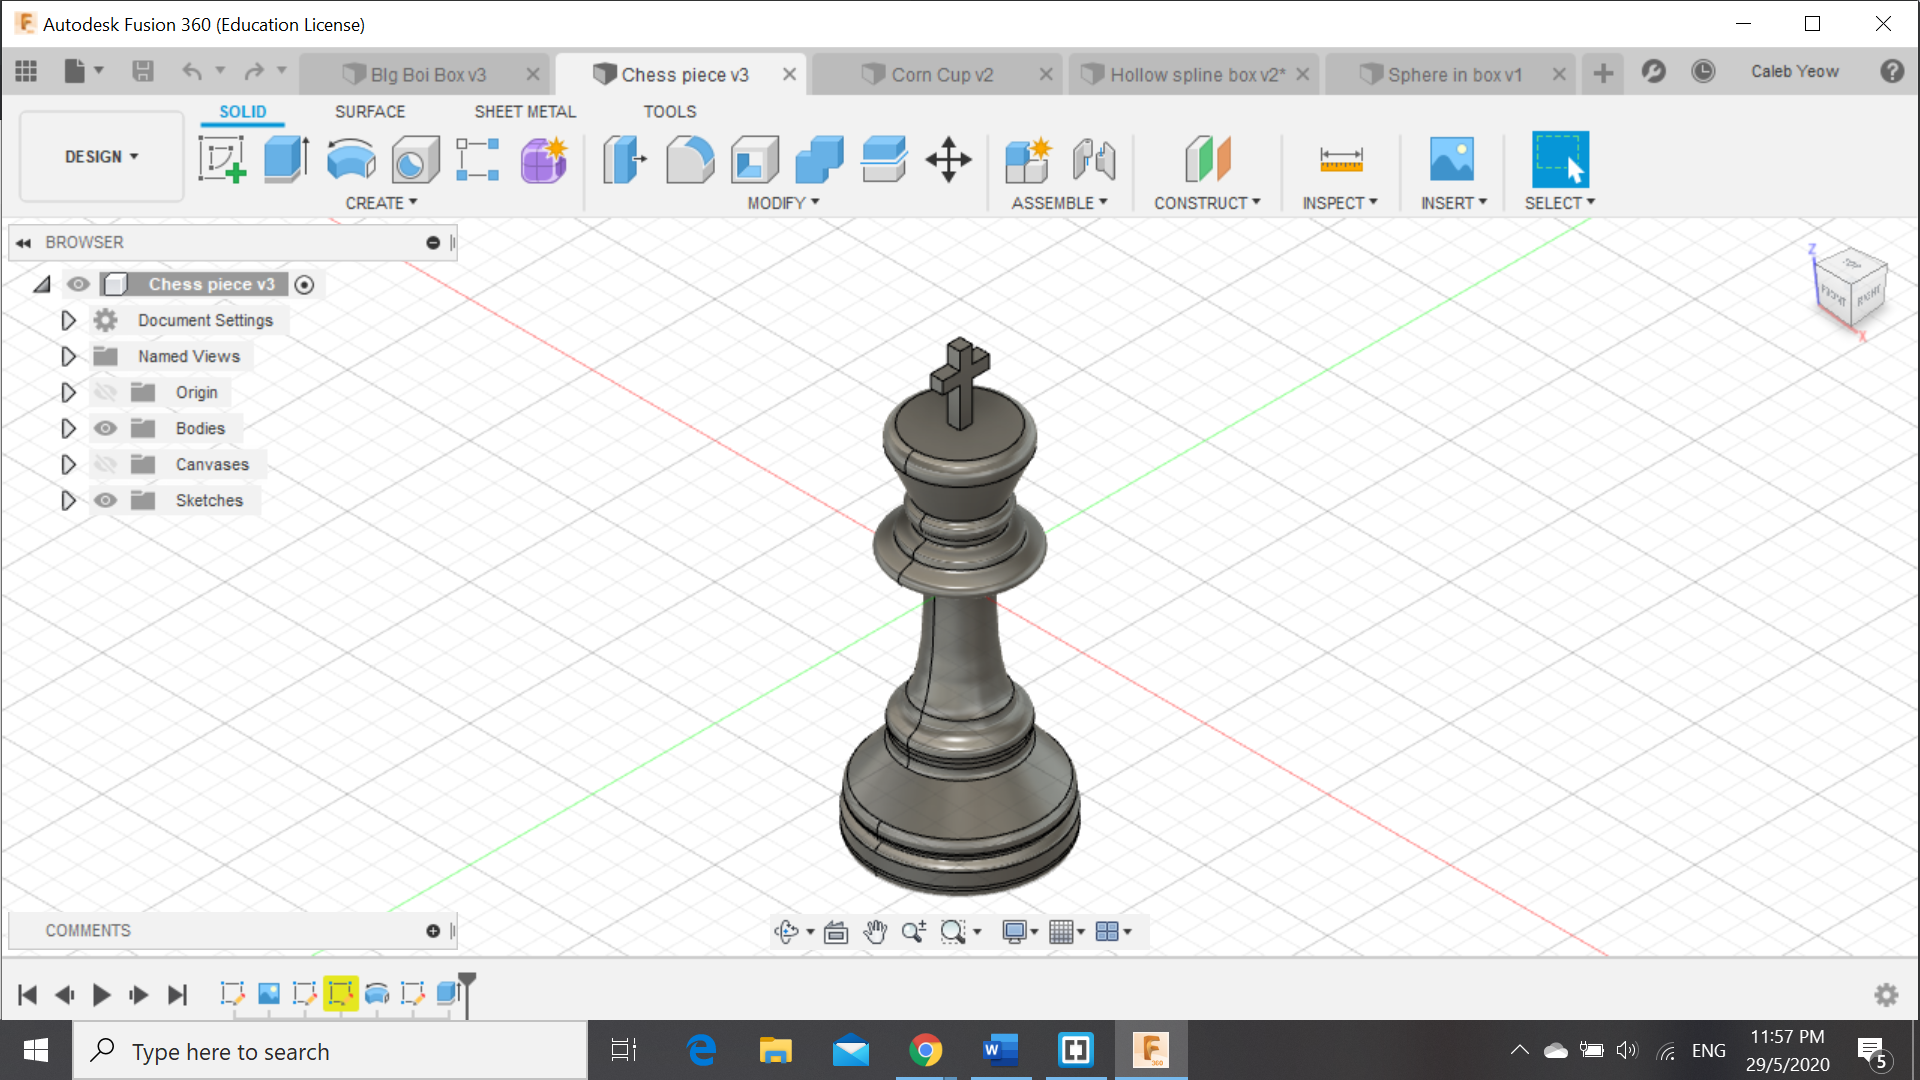 Autodesk Fusion 360 (Education License)
BIg Boi Box v3
Chess piece v3
Corn Cup v2
Hollow spline box v2*
Sphere in box v1
Caleb Yeow
SOLID
SURFACE
SHEET METAL
TOOLS
DESIGN
CREATE
MODIFY
ASSEMBLE
CONSTRUCT
INSPECT
INSERT
SELECT
BROWSER
Chess piece v3
Document Settings
Named Views
Origin
Bodies
Canvases
Sketches
Z
TOP
FRONT
RIGHT
X
COMMENTS
Type here to search
ENG
11:57 PM
29/5/2020
5